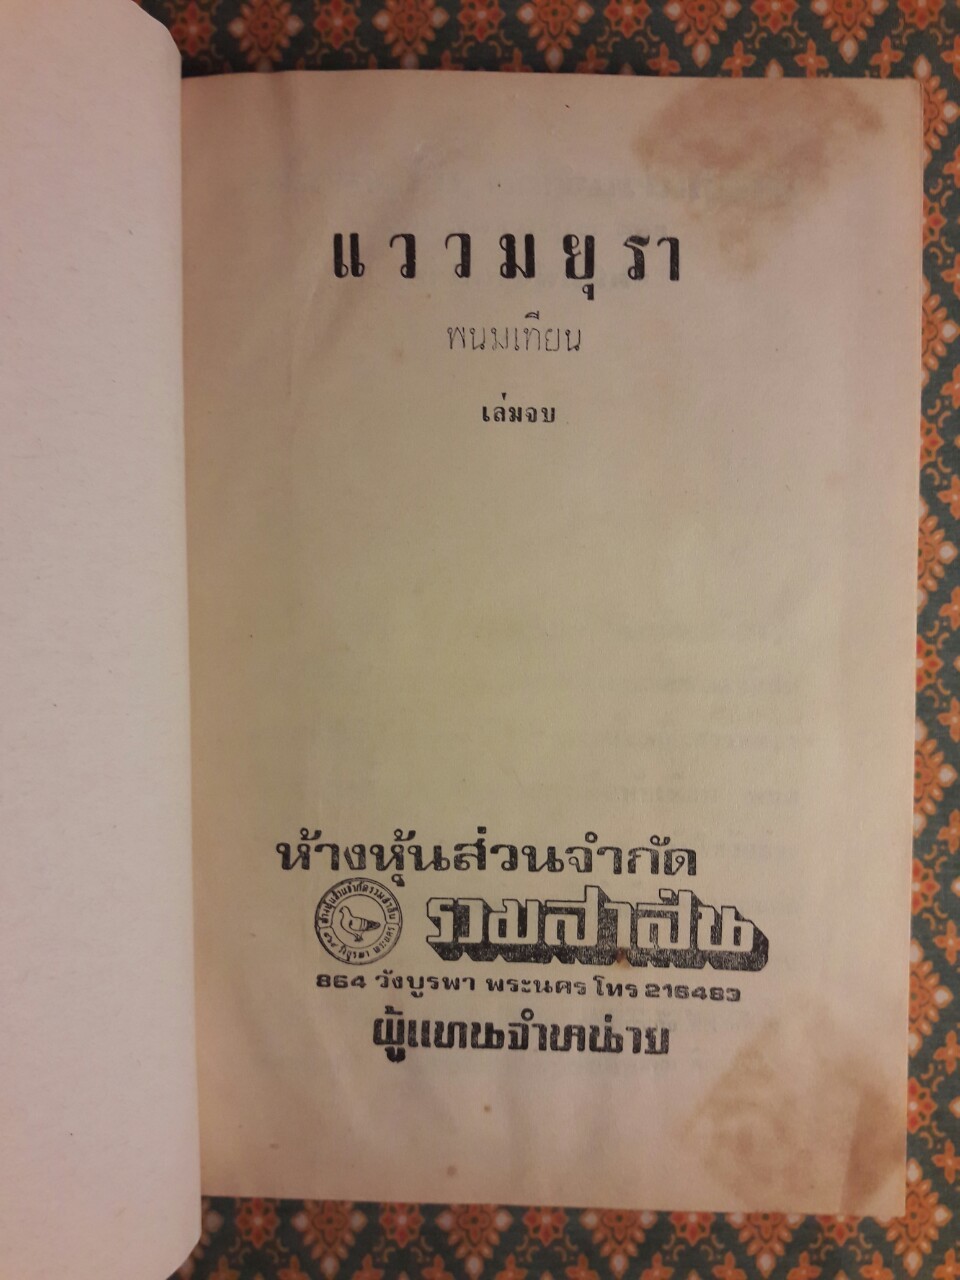 แววมยุรา
พนมเทียน
เล่มจบ
ห้างหุ้นส่วนจำกัด
รวมสาส์น
864 วังบูรพา พระนคร โทร 216463
ผู้แทนจำหน่าย